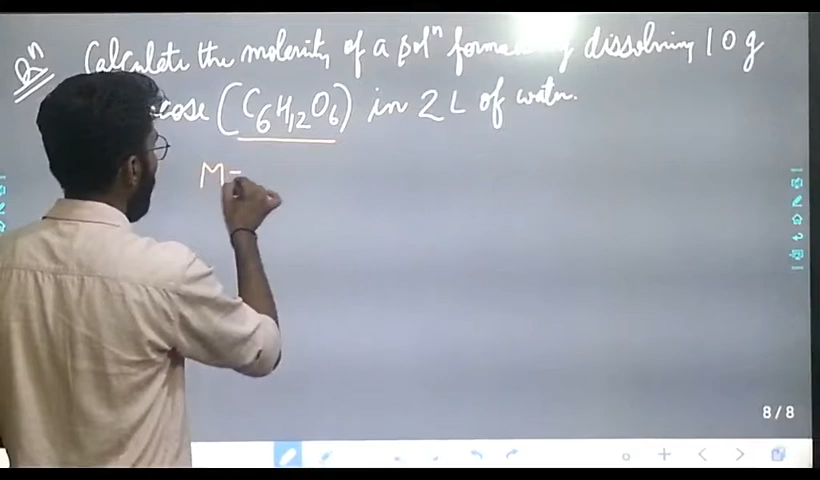 Qn Calculate the molarity of a soln formed by dissolving 10 g
cose (C6H12O6) in 2 L of water.
M=
8/8